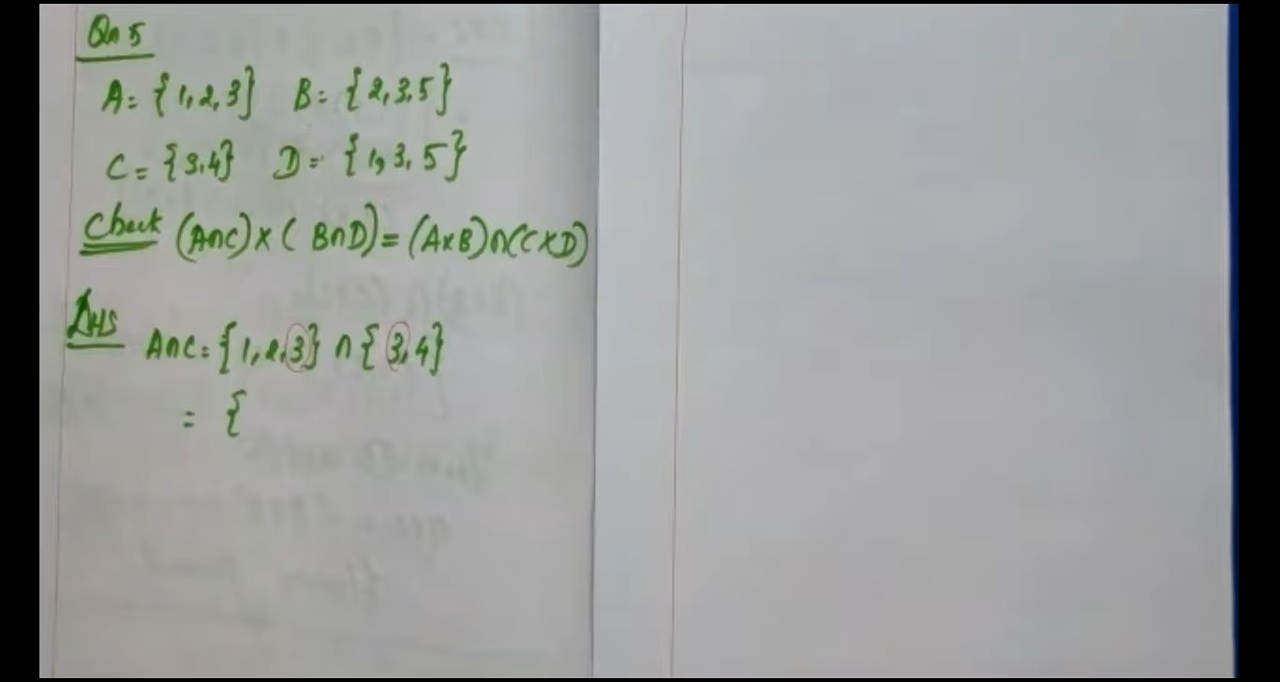 Qn 5
A = {1, 2, 3} B = {2, 3, 5}
C = {3, 4} D = {1, 3, 5}
Check (A∩C) × (B∩D) = (A×B) ∩ (C×D)
LHS A∩C = {1, 2, 3} ∩ {3, 4}
= {